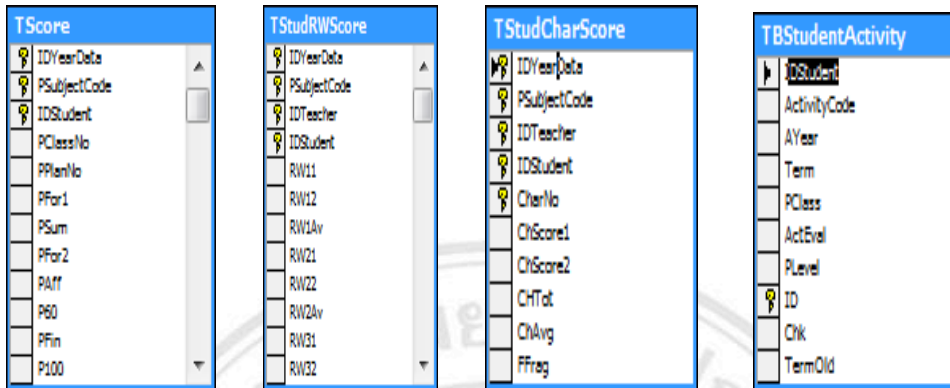 TScore
IDYearData
PSubjectCode
IDStudent
PClassNo
PPlanNo
PFor1
PSum
PFor2
PAff
P60
PFin
P100
TStudRWScore
IDYearData
PSubjectCode
IDTeacher
IDStudent
RW11
RW12
RW1Av
RW21
RW22
RW2Av
RW31
RW32
TStudCharScore
IDYearData
PSubjectCode
IDTeacher
IDStudent
CharNo
ChScore1
ChScore2
CHTot
ChAvg
FFrag
TBStudentActivity
IDStudent
ActivityCode
AYear
Term
PClass
ActEval
PLevel
ID
Chk
TermOld